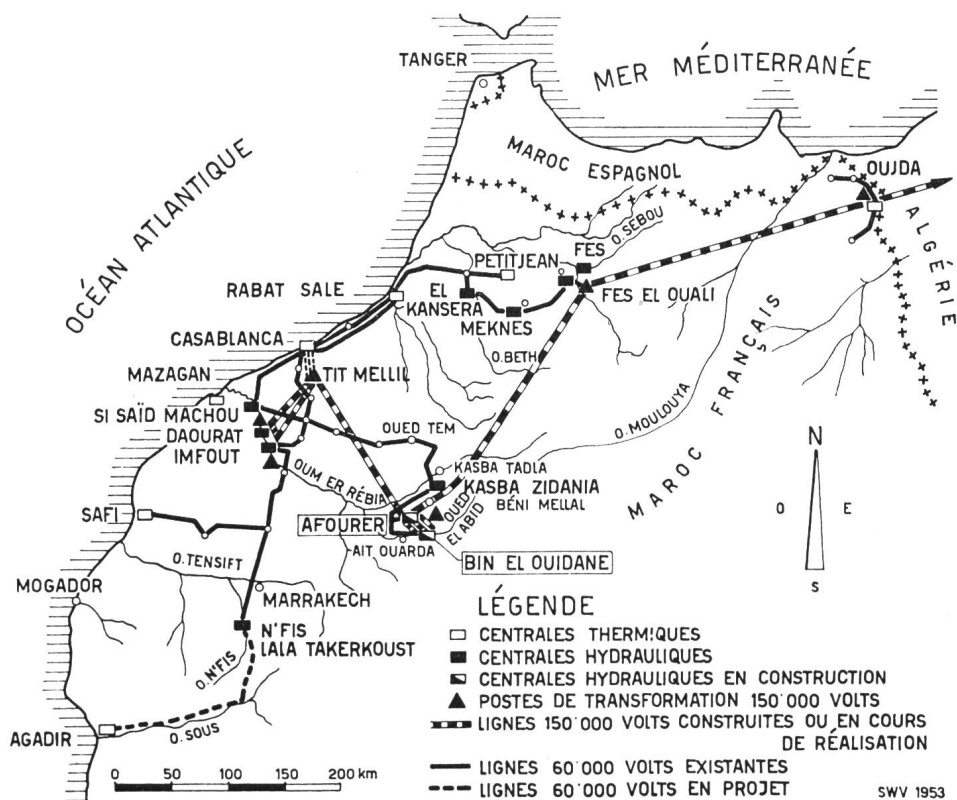 TANGER
MER MÉDITERRANÉE
OCÉAN ATLANTIQUE
MAROC ESPAGNOL
OUJDA
ALGÉRIE
O. SEBOU
FES
PETITJEAN
RABAT SALE
EL
KANSERA
FES EL OUALI
MEKNES
CASABLANCA
O. BETH
MAROC FRANÇAIS
MAZAGAN
TIT MELLIL
SI SAÏD MACHOU
DAOURAT
IMFOUT
OUED TEM
O. MOULOUYA
OUM ER RÉBIA
KASBA TADLA
KASBA ZIDANIA
BÉNI MELLAL
SAFI
AFOURER
OUED
EL ABID
AIT OUARDA
BIN EL OUIDANE
N
O E
S
O. TENSIFT
MOGADOR
MARRAKECH
N'FIS
LALA TAKERKOUST
O. N'FIS
AGADIR
O. SOUS
0 50 100 150 200 km
LÉGENDE
CENTRALES THERMIQUES
CENTRALES HYDRAULIQUES
CENTRALES HYDRAULIQUES EN CONSTRUCTION
POSTES DE TRANSFORMATION 150'000 VOLTS
LIGNES 150'000 VOLTS CONSTRUITES OU EN COURS
DE RÉALISATION
LIGNES 60'000 VOLTS EXISTANTES
LIGNES 60'000 VOLTS EN PROJET
SWV 1953